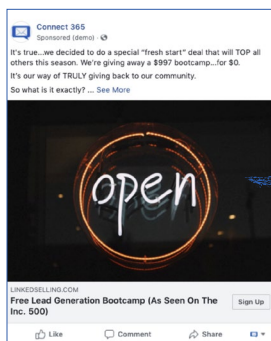 Connect 365
Sponsored (demo) ·
It's true...we decided to do a special "fresh start" deal that will TOP all
others this season. We're giving away a $997 bootcamp...for $0.
It's our way of TRULY giving back to our community.
So what is it exactly? ... See More
open
LINKEDSELLING.COM
Free Lead Generation Bootcamp (As Seen On The
Inc. 500)
Sign Up
Like Comment Share